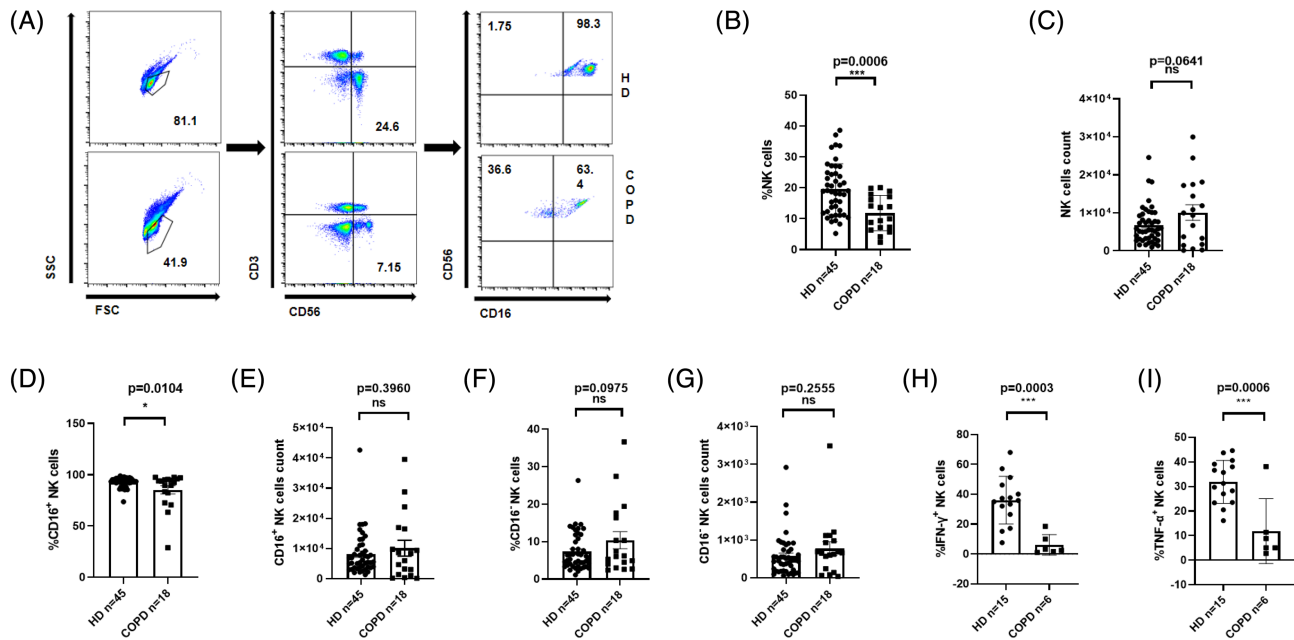 (A)
81.1
24.6
1.75
98.3
H
D
41.9
7.15
36.6
63.
4
C
O
P
D
SSC
FSC
CD3
CD56
CD56
CD16
(B)
p=0.0006
***
%NK cells
50
40
30
20
10
0
HD n=45
COPD n=18
(C)
p=0.0641
ns
NK cells count
4×10⁴
3×10⁴
2×10⁴
1×10⁴
0
HD n=45
COPD n=18
(D)
p=0.0104
*
%CD16⁺ NK cells
150
100
50
0
HD n=45
COPD n=18
(E)
p=0.3960
ns
CD16⁺ NK cells cuont
5×10⁴
4×10⁴
3×10⁴
2×10⁴
1×10⁴
0
HD n=45
COPD n=18
(F)
p=0.0975
ns
%CD16⁻ NK cells
40
30
20
10
0
HD n=45
COPD n=18
(G)
p=0.2555
ns
CD16⁻ NK cells count
4×10³
3×10³
2×10³
1×10³
0
HD n=45
COPD n=18
(H)
p=0.0003
***
%IFN-γ⁺ NK cells
80
60
40
20
0
-20
HD n=15
COPD n=6
(I)
p=0.0006
***
%TNF-α⁺ NK cells
50
40
30
20
10
0
-10
HD n=15
COPD n=6